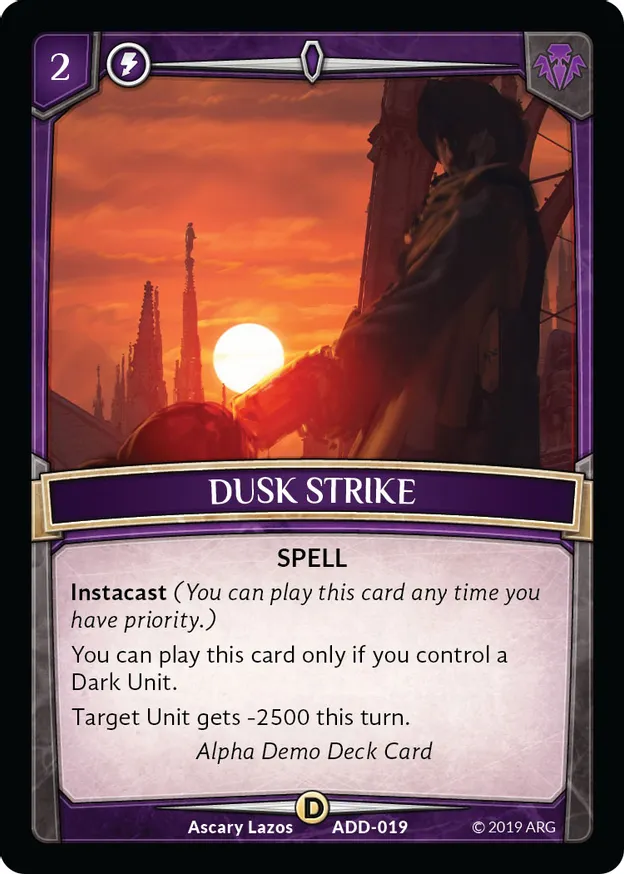 2
DUSK STRIKE
SPELL
Instacast (You can play this card any time you
have priority.)
You can play this card only if you control a
Dark Unit.
Target Unit gets -2500 this turn.
Alpha Demo Deck Card
D
Ascary Lazos ADD-019 © 2019 ARG